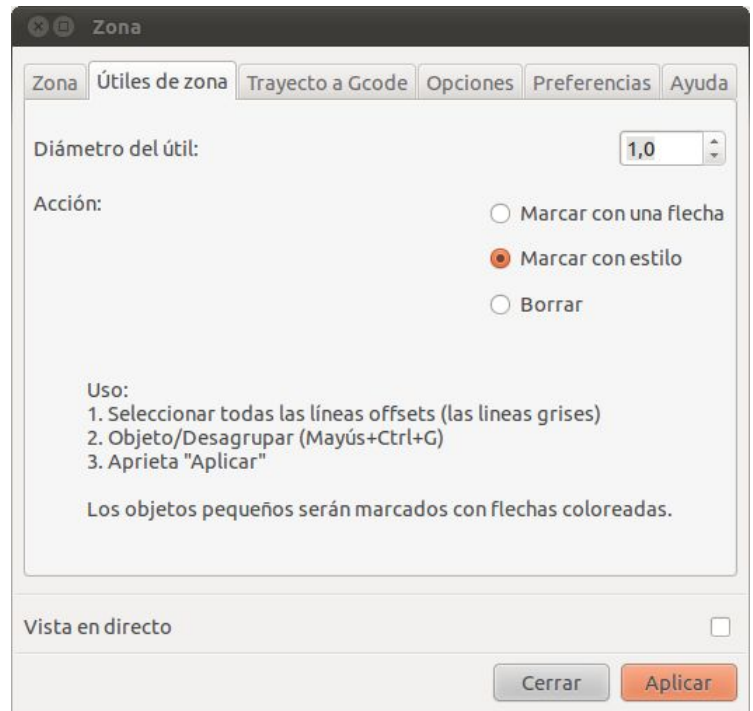 Zona
Zona Útiles de zona Trayecto a Gcode Opciones Preferencias Ayuda
Diámetro del útil: 1,0
Acción: Marcar con una flecha
Marcar con estilo
Borrar
Uso:
1. Seleccionar todas las líneas offsets (las lineas grises)
2. Objeto/Desagrupar (Mayús+Ctrl+G)
3. Aprieta "Aplicar"
Los objetos pequeños serán marcados con flechas coloreadas.
Vista en directo
Cerrar Aplicar